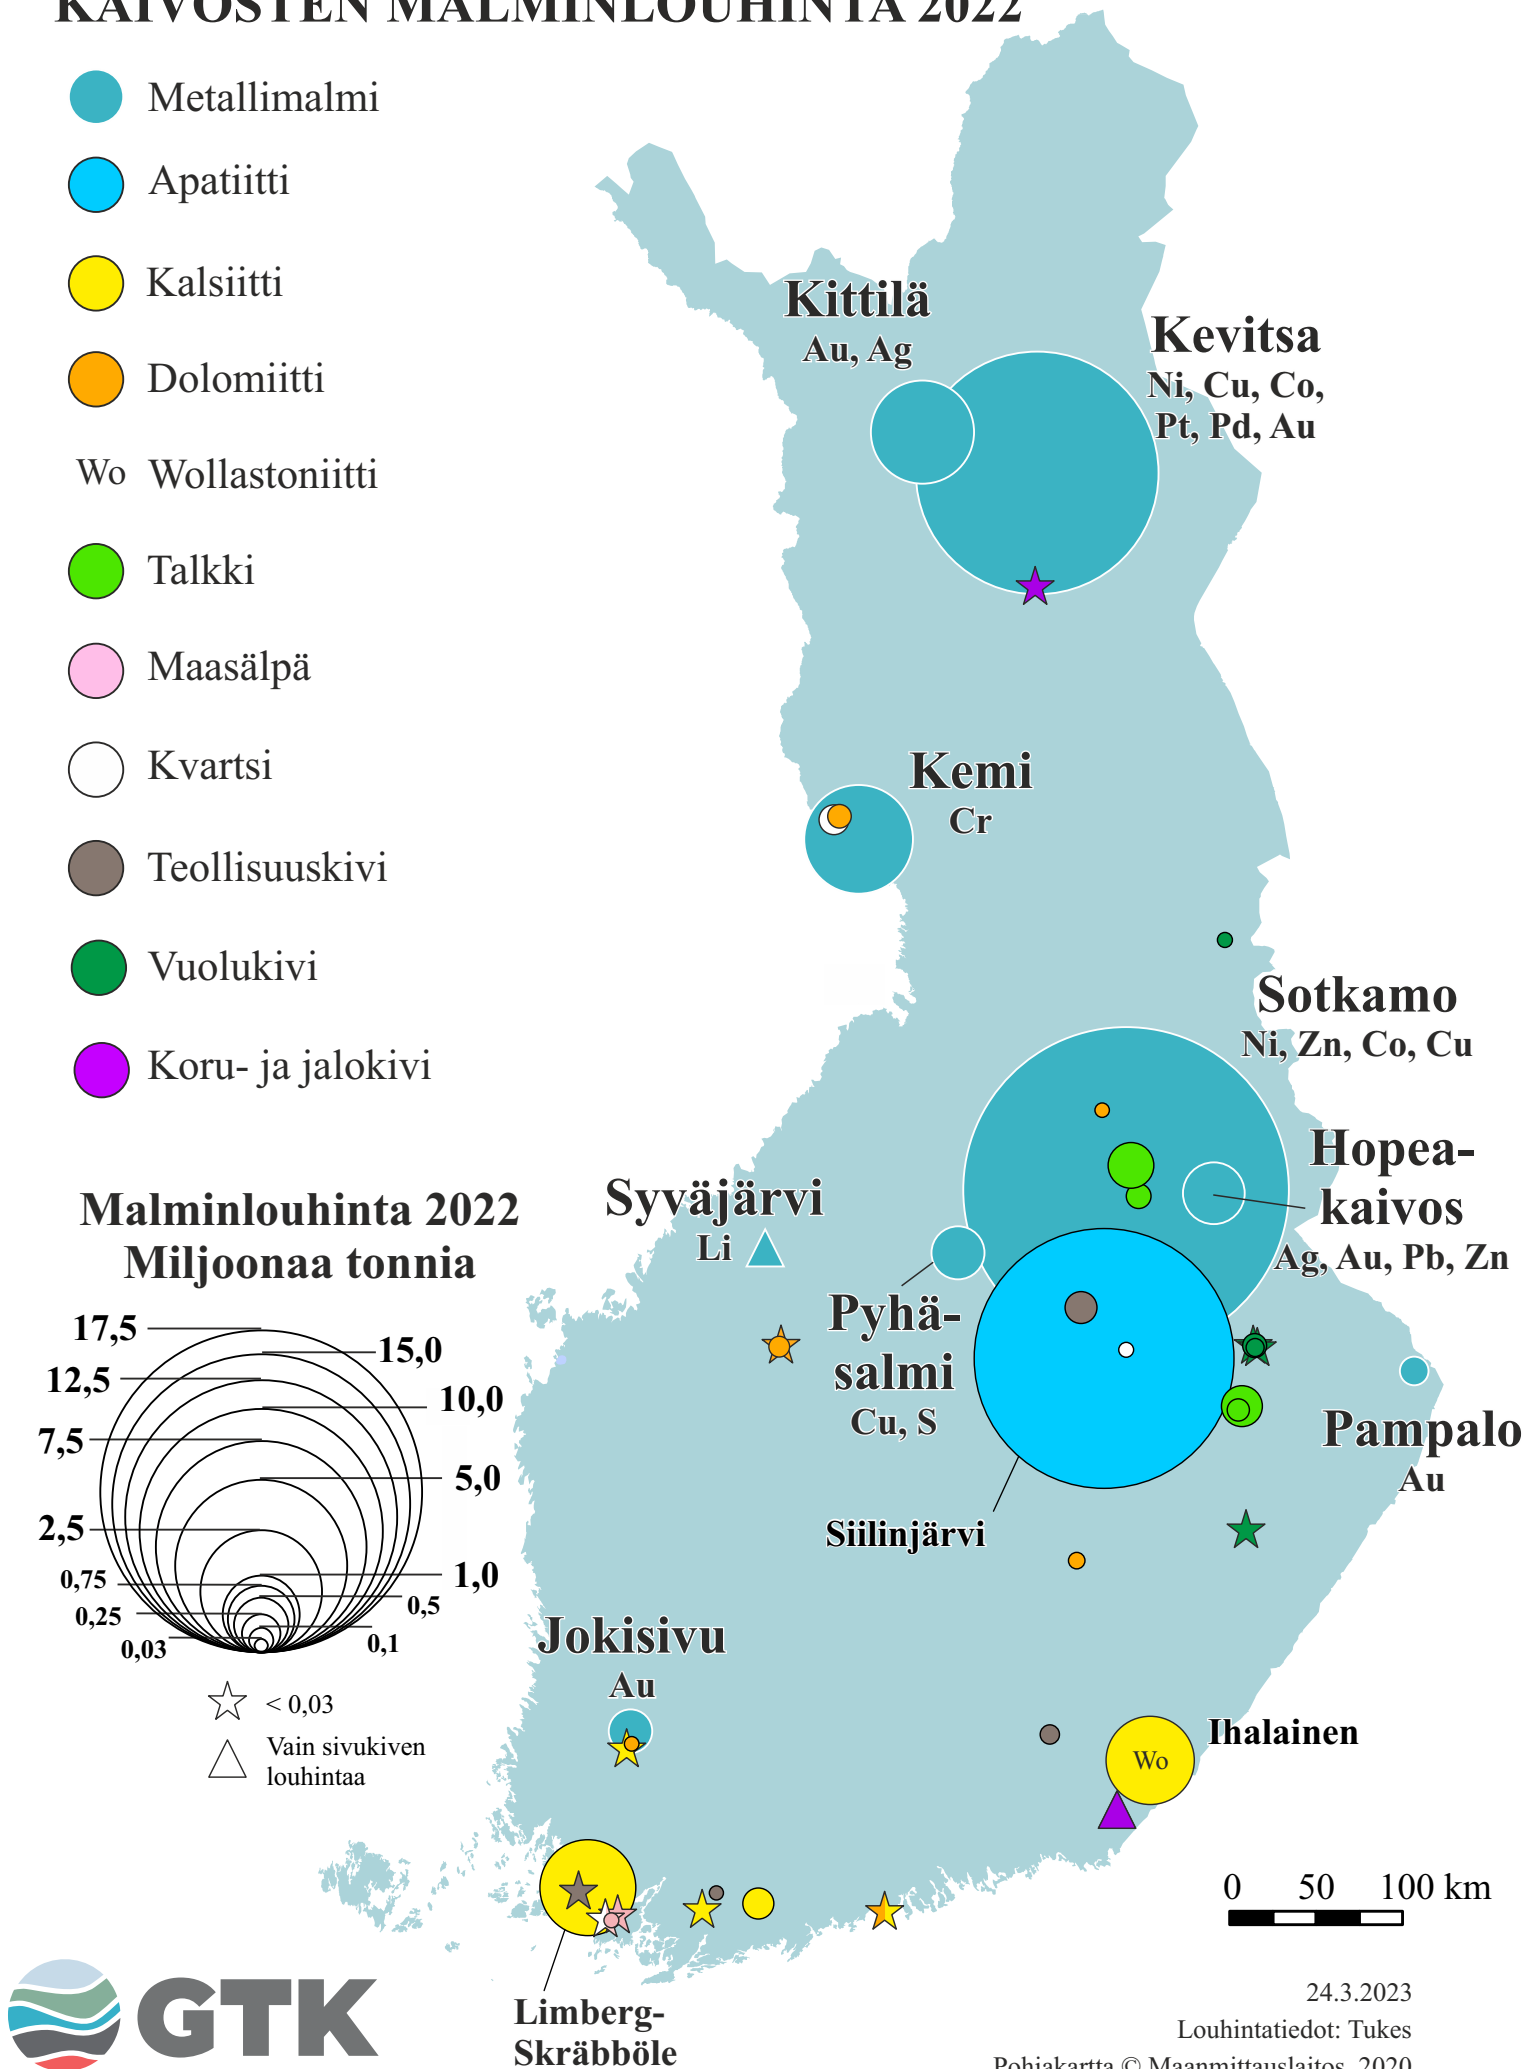 KAIVOSTEN MALMINLOUHINTA 2022
Metallimalmi
Apatiitti
Kalsiitti
Dolomiitti
Wo Wollastoniitti
Talkki
Maasälpä
Kvartsi
Teollisuuskivi
Vuolukivi
Koru- ja jalokivi
Malminlouhinta 2022
Miljoonaa tonnia
17,5
15,0
12,5
10,0
7,5
5,0
2,5
1,0
0,75
0,5
0,25
0,1
0,03
< 0,03
Vain sivukiven
louhintaa
Kittilä
Au, Ag
Kevitsa
Ni, Cu, Co,
Pt, Pd, Au
Kemi
Cr
Sotkamo
Ni, Zn, Co, Cu
Hopea-
kaivos
Ag, Au, Pb, Zn
Syväjärvi
Li
Pyhä-
salmi
Cu, S
Pampalo
Au
Siilinjärvi
Jokisivu
Au
Ihalainen
Wo
Limberg-
Skräbböle
0 50 100 km
GTK
24.3.2023
Louhintatiedot: Tukes
Pohjakartta © Maanmittauslaitos, 2020